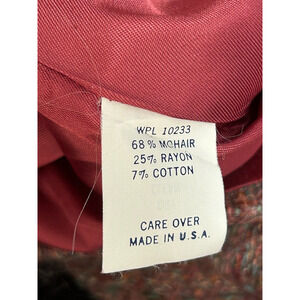 WPL 10233
68% MOHAIR
25% RAYON
7% COTTON
CARE OVER
MADE IN U.S.A.